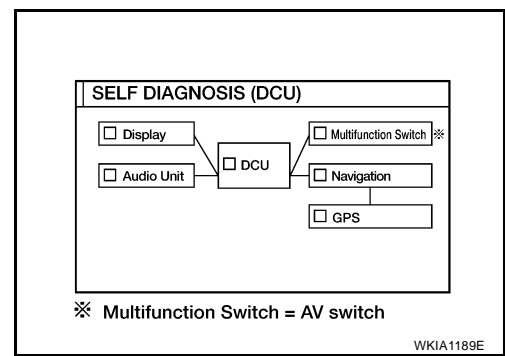 SELF DIAGNOSIS (DCU)
Display
Multifunction Switch ※
DCU
Audio Unit
Navigation
GPS
※ Multifunction Switch = AV switch
WKIA1189E